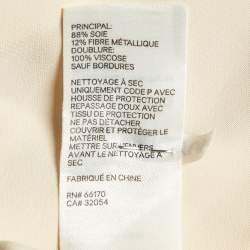 PRINCIPAL:
88% SOIE
12% FIBRE MÉTALLIQUE
DOUBLURE:
100% VISCOSE
SAUF BORDURES
NETTOYAGE À SEC
UNIQUEMENT CODE P AVEC
HOUSSE DE PROTECTION
REPASSAGE DOUX AVEC
TISSU DE PROTECTION
NE PAS DÉTACHER
COUVRIR ET PROTÉGER LE
MATÉRIEL
METTRE SUR
AVANT LE NETTOYAGE À
SEC
FABRIQUÉ EN CHINE
RN# 66170
CA# 32054